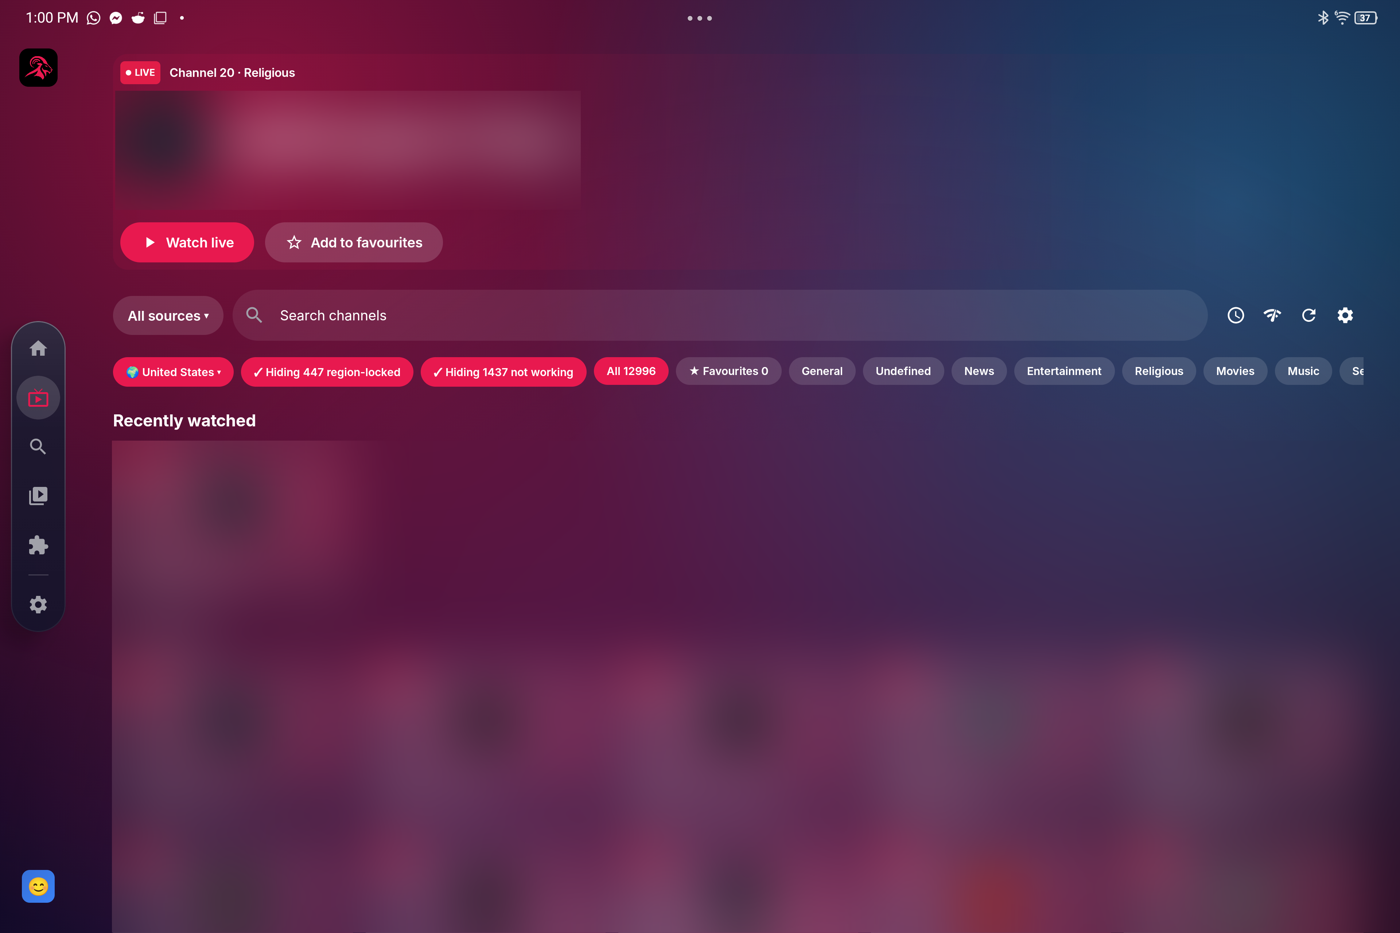 1:00 PM
37
LIVE Channel 20 · Religious
Watch live
Add to favourites
All sources ▾
Search channels
🌍 United States ▾
✓ Hiding 447 region-locked
✓ Hiding 1437 not working
All 12996
★ Favourites 0
General
Undefined
News
Entertainment
Religious
Movies
Music
Recently watched